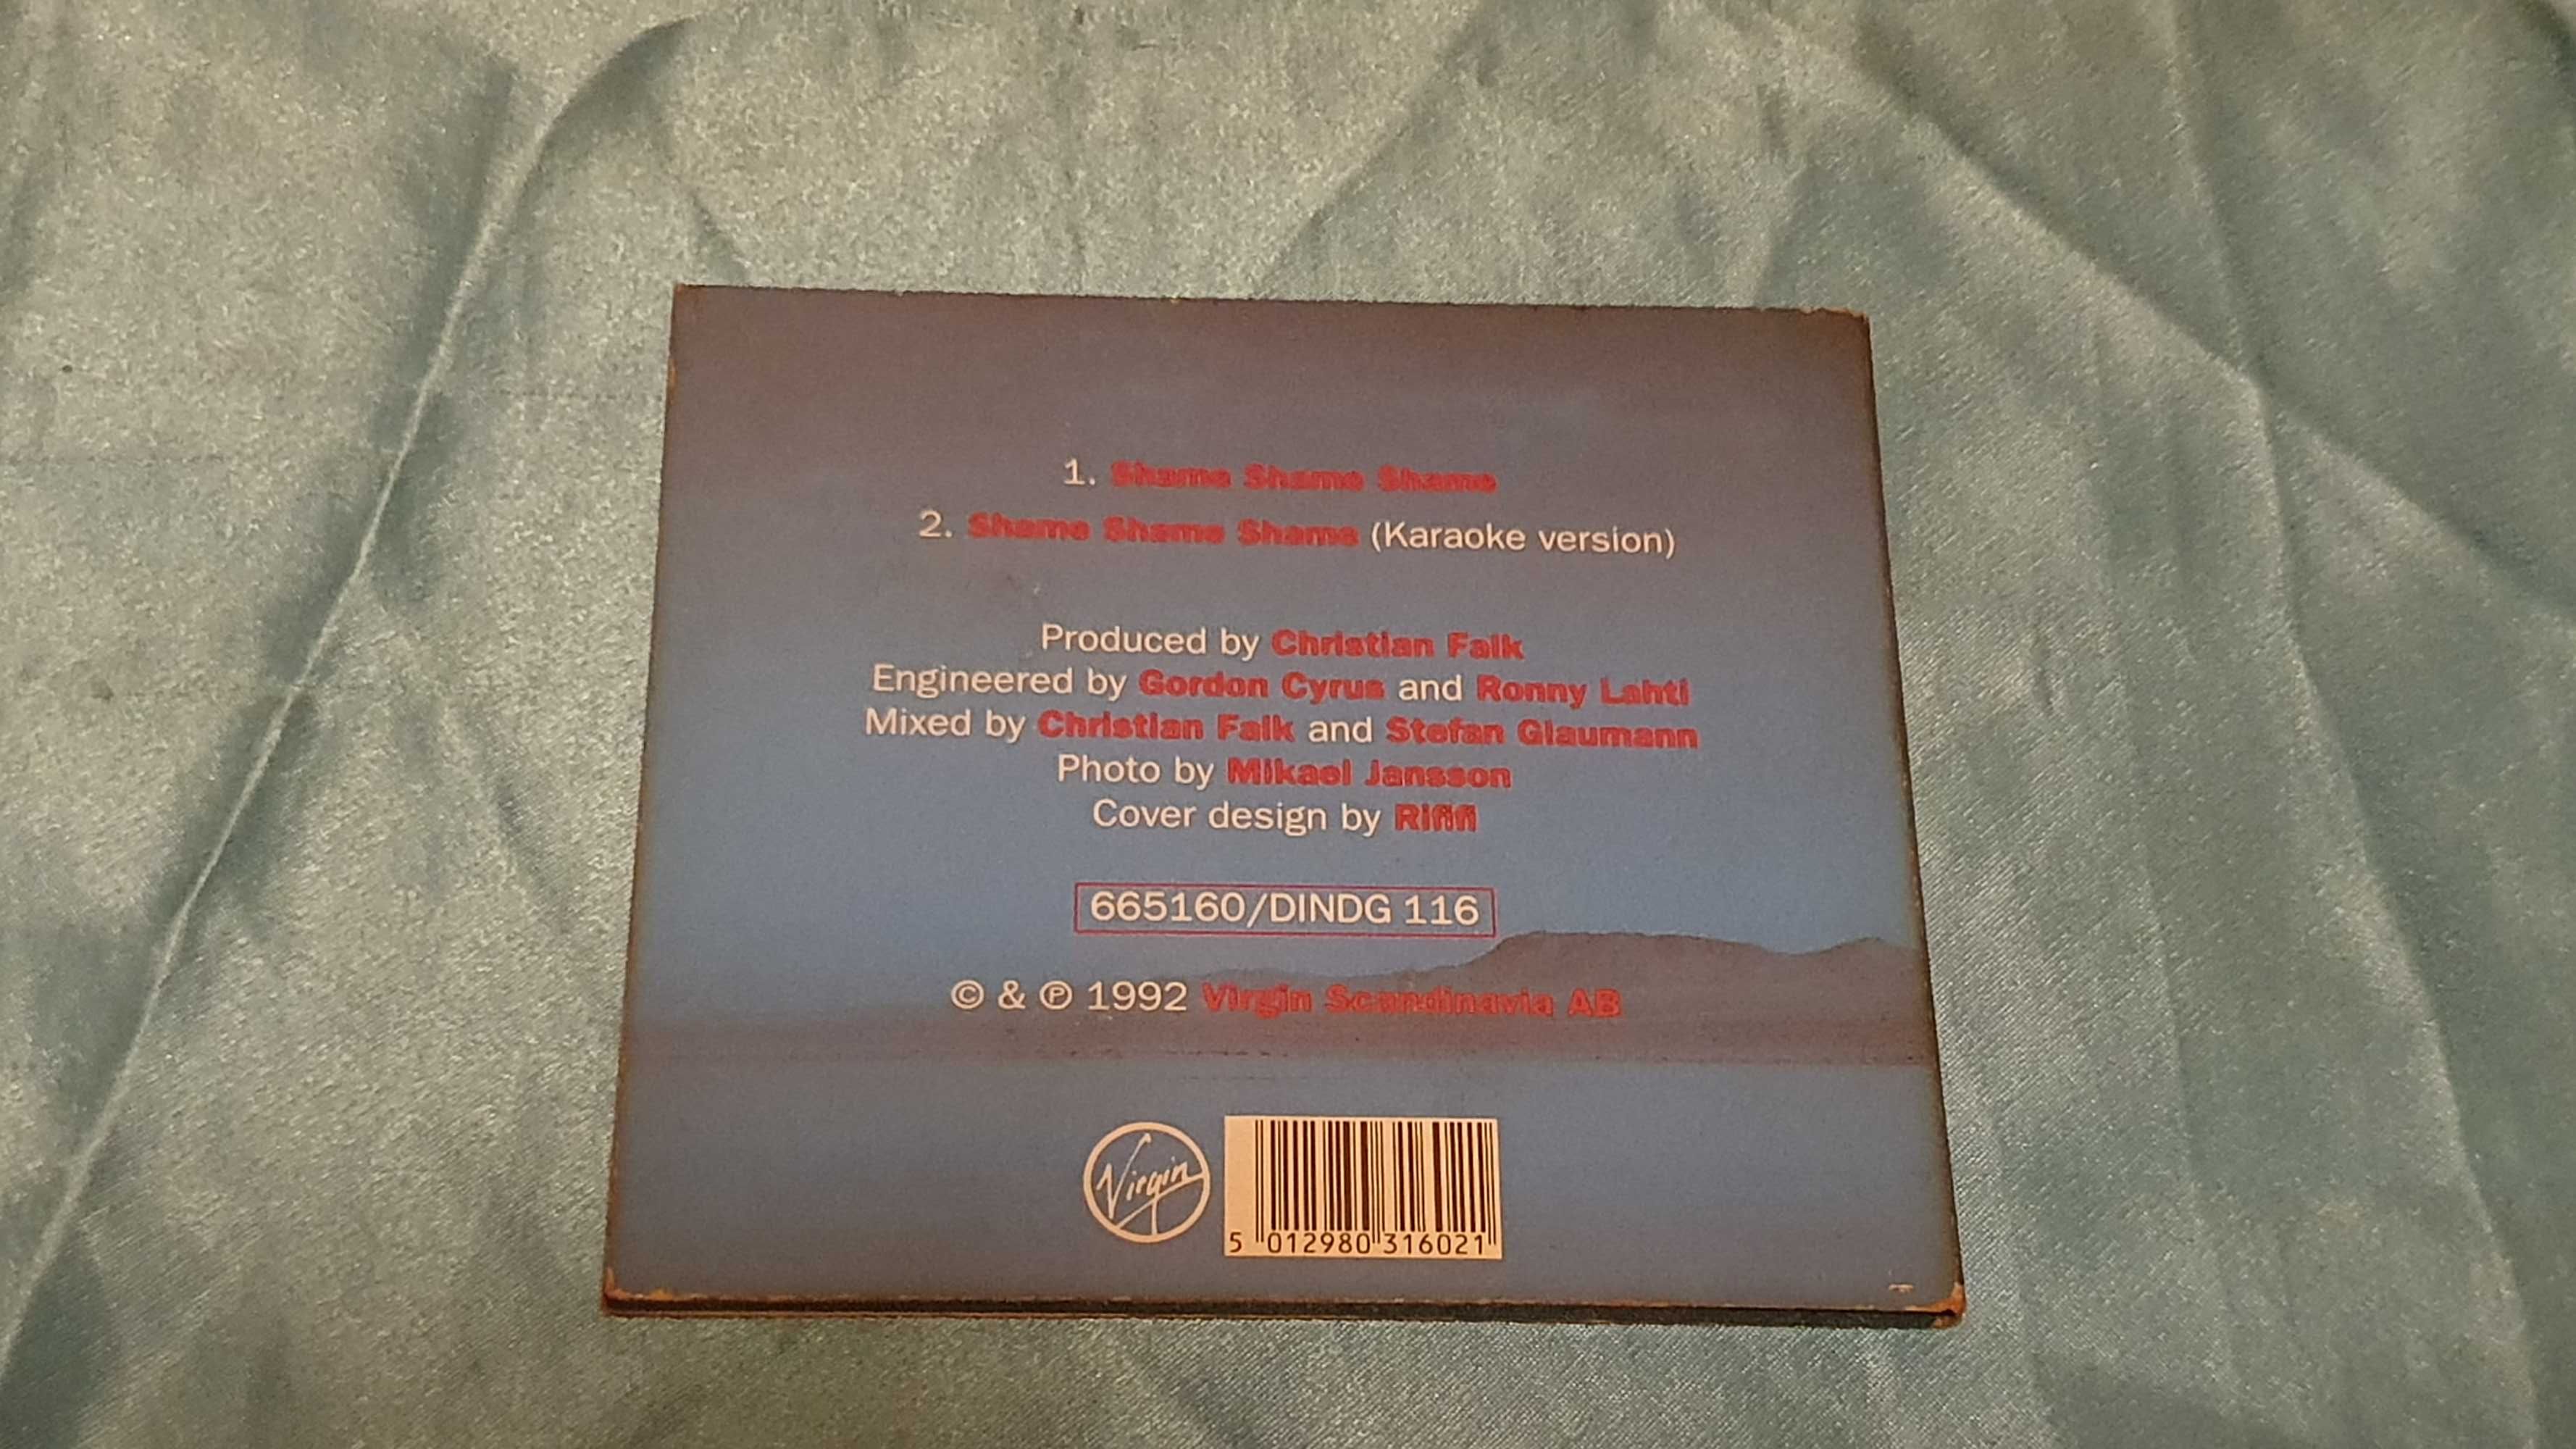 1. Shame Shame Shame
2. Shame Shame Shame (Karaoke version)
Produced by Christian Falk
Engineered by Gordon Cyrus and Ronny Lahti
Mixed by Christian Falk and Stefan Glaumann
Photo by Mikael Jansson
Cover design by Rififi
665160/DINDG 116
© & ℗ 1992 Virgin Scandinavia AB
Virgin
5 012980 316021